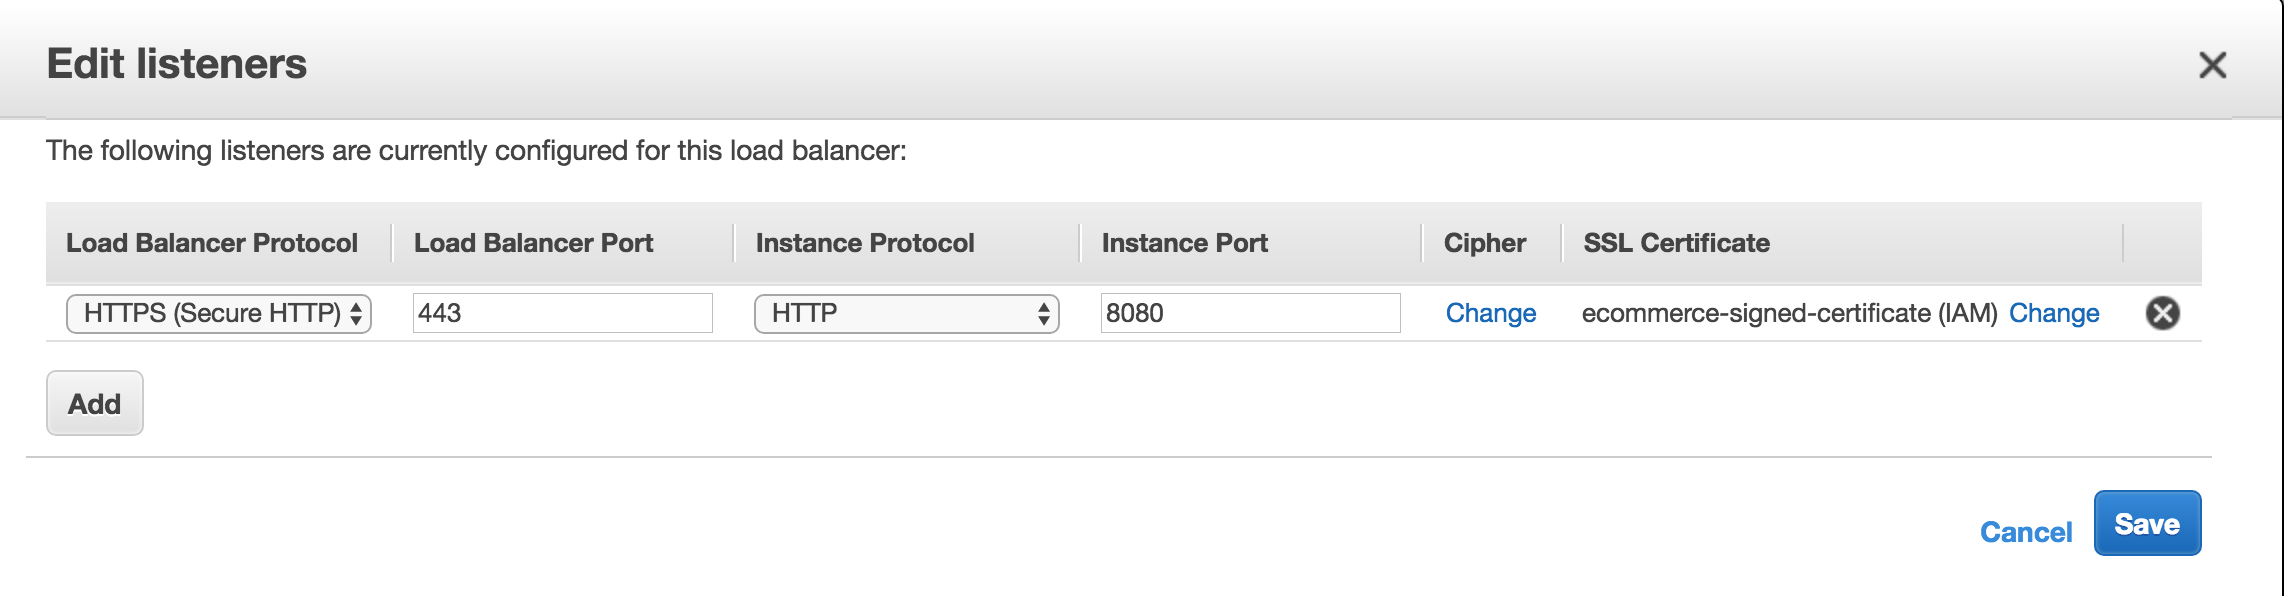 Edit listeners
The following listeners are currently configured for this load balancer:
Load Balancer Protocol Load Balancer Port Instance Protocol Instance Port Cipher SSL Certificate
HTTPS (Secure HTTP) 443 HTTP 8080 Change ecommerce-signed-certificate (IAM) Change
Add
Cancel Save